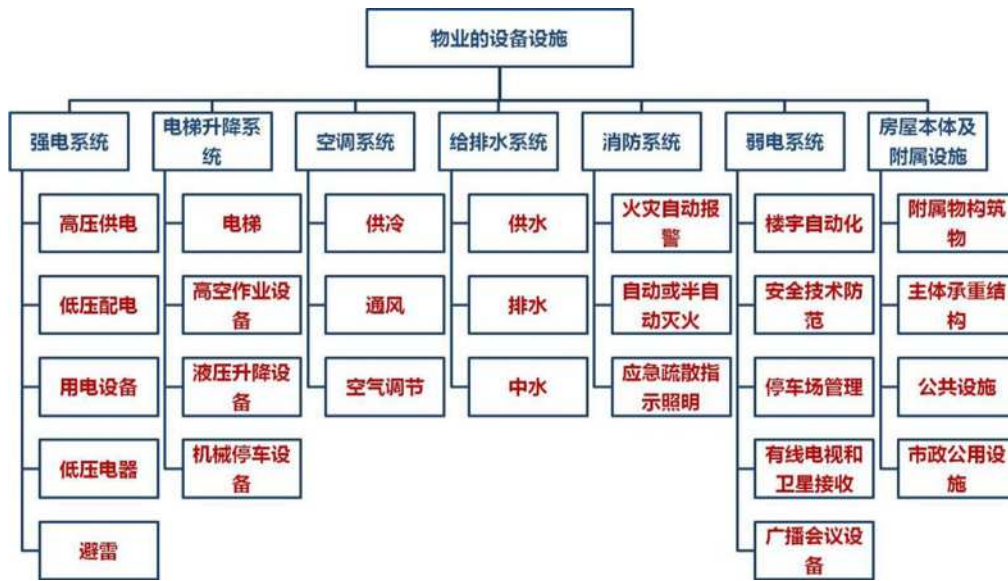 物业的设备设施
强电系统
电梯升降系
统
空调系统
给排水系统
消防系统
弱电系统
房屋本体及
附属设施
高压供电
低压配电
用电设备
低压电器
避雷
电梯
高空作业设
备
液压升降设
备
机械停车设
备
供冷
通风
空气调节
供水
排水
中水
火灾自动报
警
自动或半自
动灭火
应急疏散指
示照明
楼宇自动化
安全技术防
范
停车场管理
有线电视和
卫星接收
广播会议设
备
附属物构筑
物
主体承重结
构
公共设施
市政公用设
施